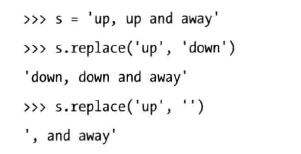 >>> s = 'up, up and away'
>>> s.replace('up', 'down')
'down, down and away'
>>> s.replace('up', '')
', and away'